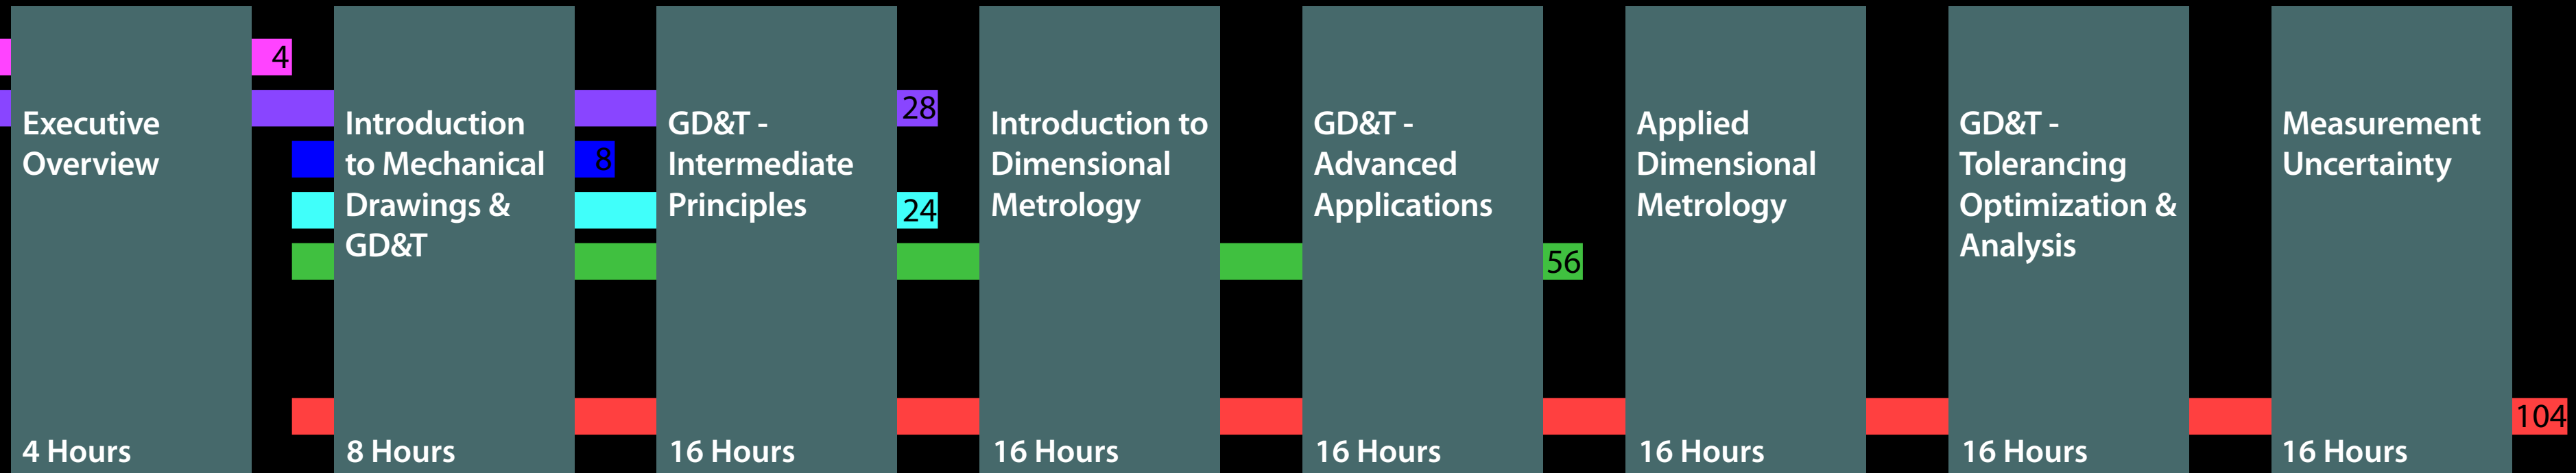 4
28
8
24
56
104
Executive
Overview
4 Hours
Introduction
to Mechanical
Drawings &
GD&T
8 Hours
GD&T -
Intermediate
Principles
16 Hours
Introduction to
Dimensional
Metrology
16 Hours
GD&T -
Advanced
Applications
16 Hours
Applied
Dimensional
Metrology
16 Hours
GD&T -
Tolerancing
Optimization &
Analysis
16 Hours
Measurement
Uncertainty
16 Hours